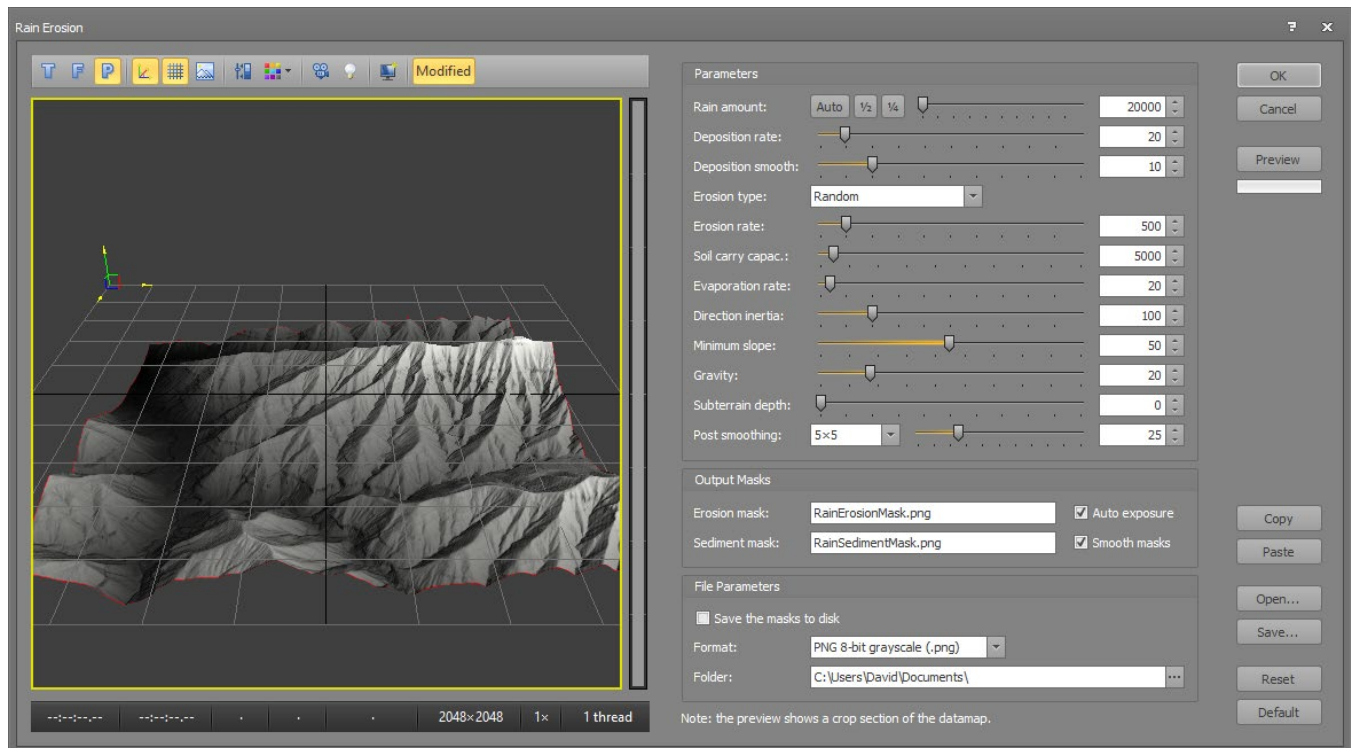 Rain Erosion
T F P Modified
Parameters
Rain amount: Auto ½ ¼ 20000
Deposition rate: 20
Deposition smooth: 10
Erosion type: Random
Erosion rate: 500
Soil carry capac.: 5000
Evaporation rate: 20
Direction inertia: 100
Minimum slope: 50
Gravity: 20
Subterrain depth: 0
Post smoothing: 5×5 25
Output Masks
Erosion mask: RainErosionMask.png Auto exposure
Sediment mask: RainSedimentMask.png Smooth masks
File Parameters
Save the masks to disk
Format: PNG 8-bit grayscale (.png)
Folder: C:\Users\David\Documents\ ...
Note: the preview shows a crop section of the datamap.
--:--:--.-- --:--:--.-- . . . 2048×2048 1× 1 thread
OK
Cancel
Preview
Copy
Paste
Open...
Save...
Reset
Default